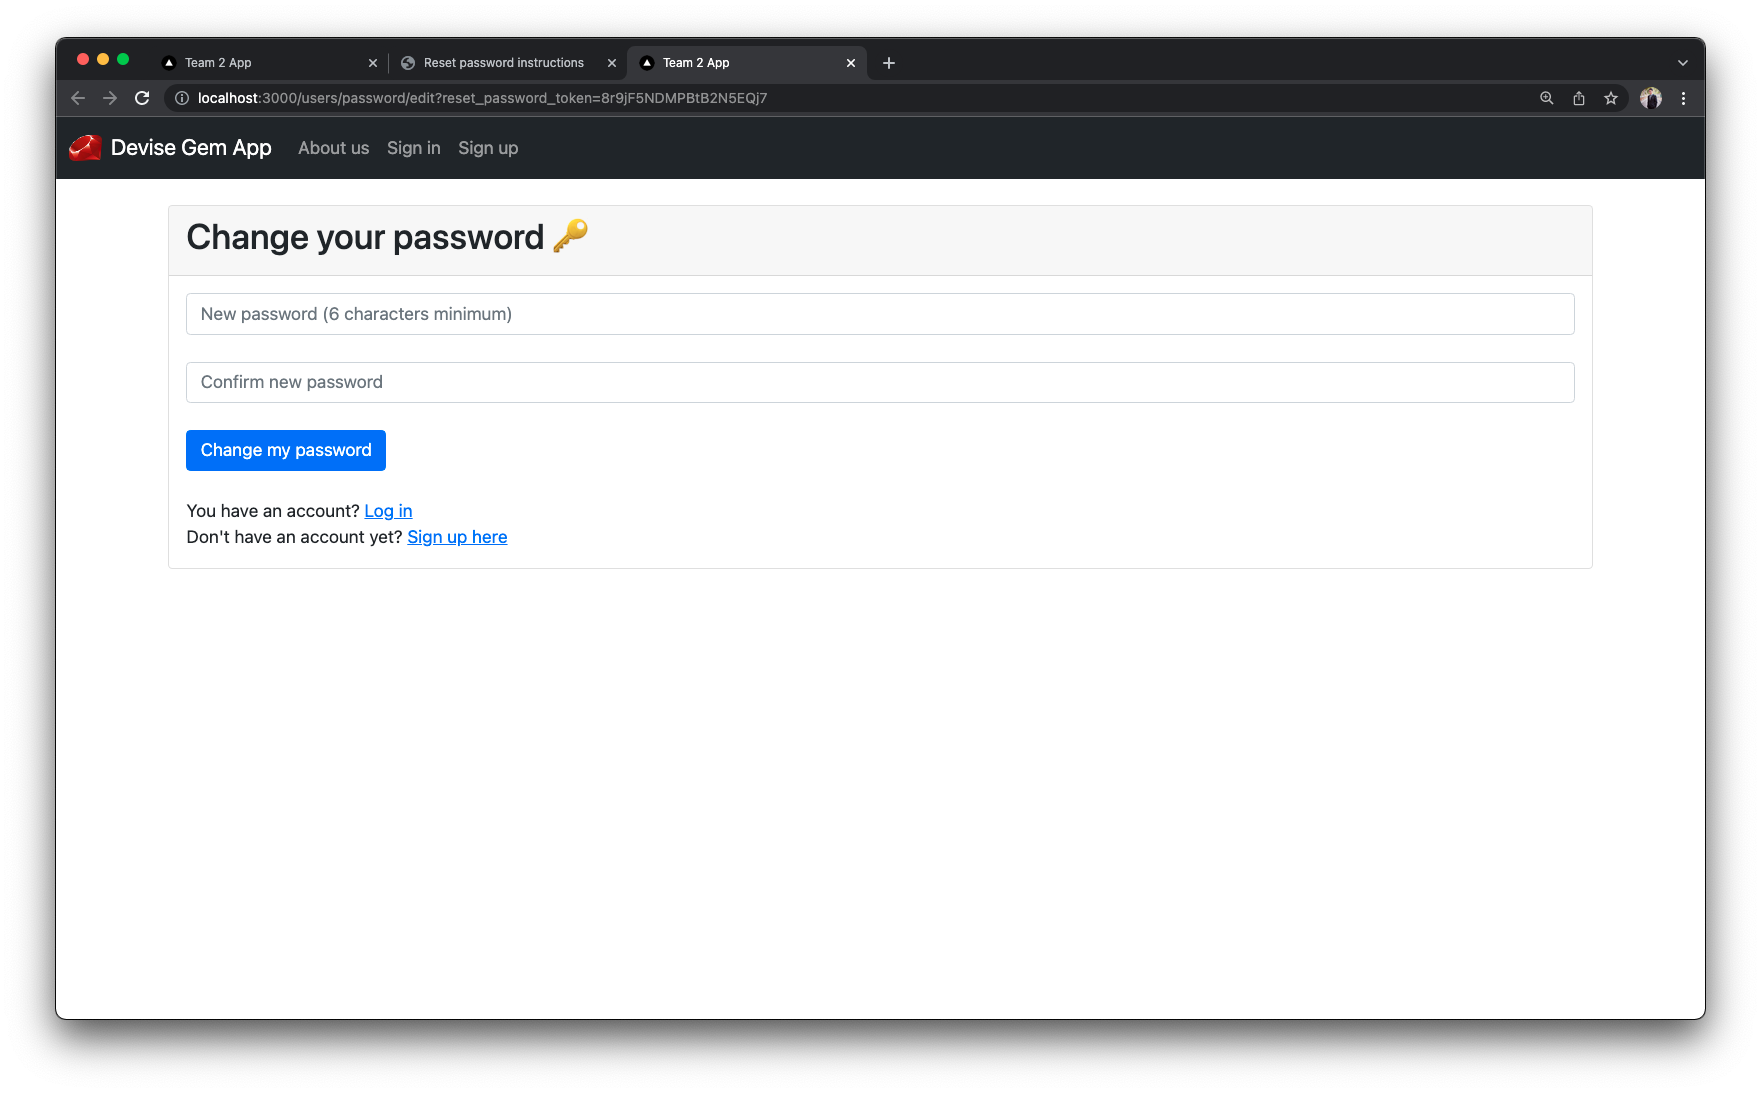 Team 2 App
Reset password instructions
Team 2 App
localhost:3000/users/password/edit?reset_password_token=8r9jF5NDMPBtB2N5EQj7
Devise Gem App About us Sign in Sign up
Change your password 🔑
New password (6 characters minimum)
Confirm new password
Change my password
You have an account? Log in
Don't have an account yet? Sign up here